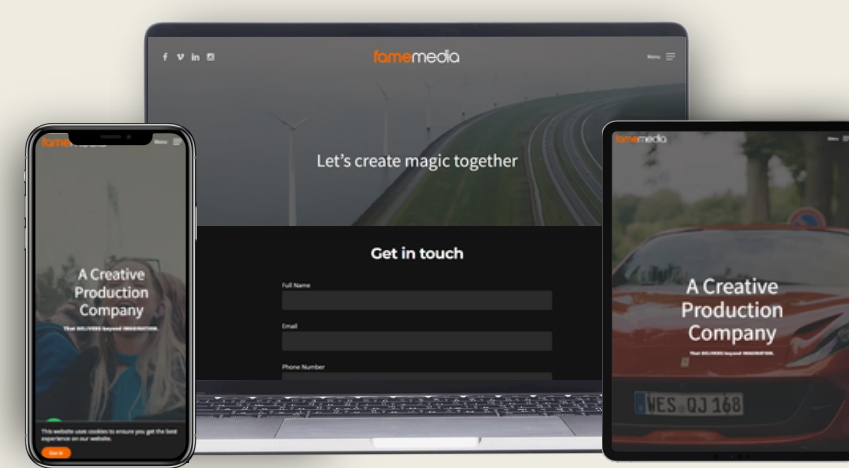 famemedia
Menu
Let's create magic together
Get in touch
Full Name
Email
Phone Number
fame
Menu
A Creative
Production
Company
That DELIVERS beyond IMAGINATION.
This website uses cookies to ensure you get the best
experience on our website.
Got it
famemedia
Menu
A Creative
Production
Company
That DELIVERS beyond IMAGINATION.
WES QJ 168